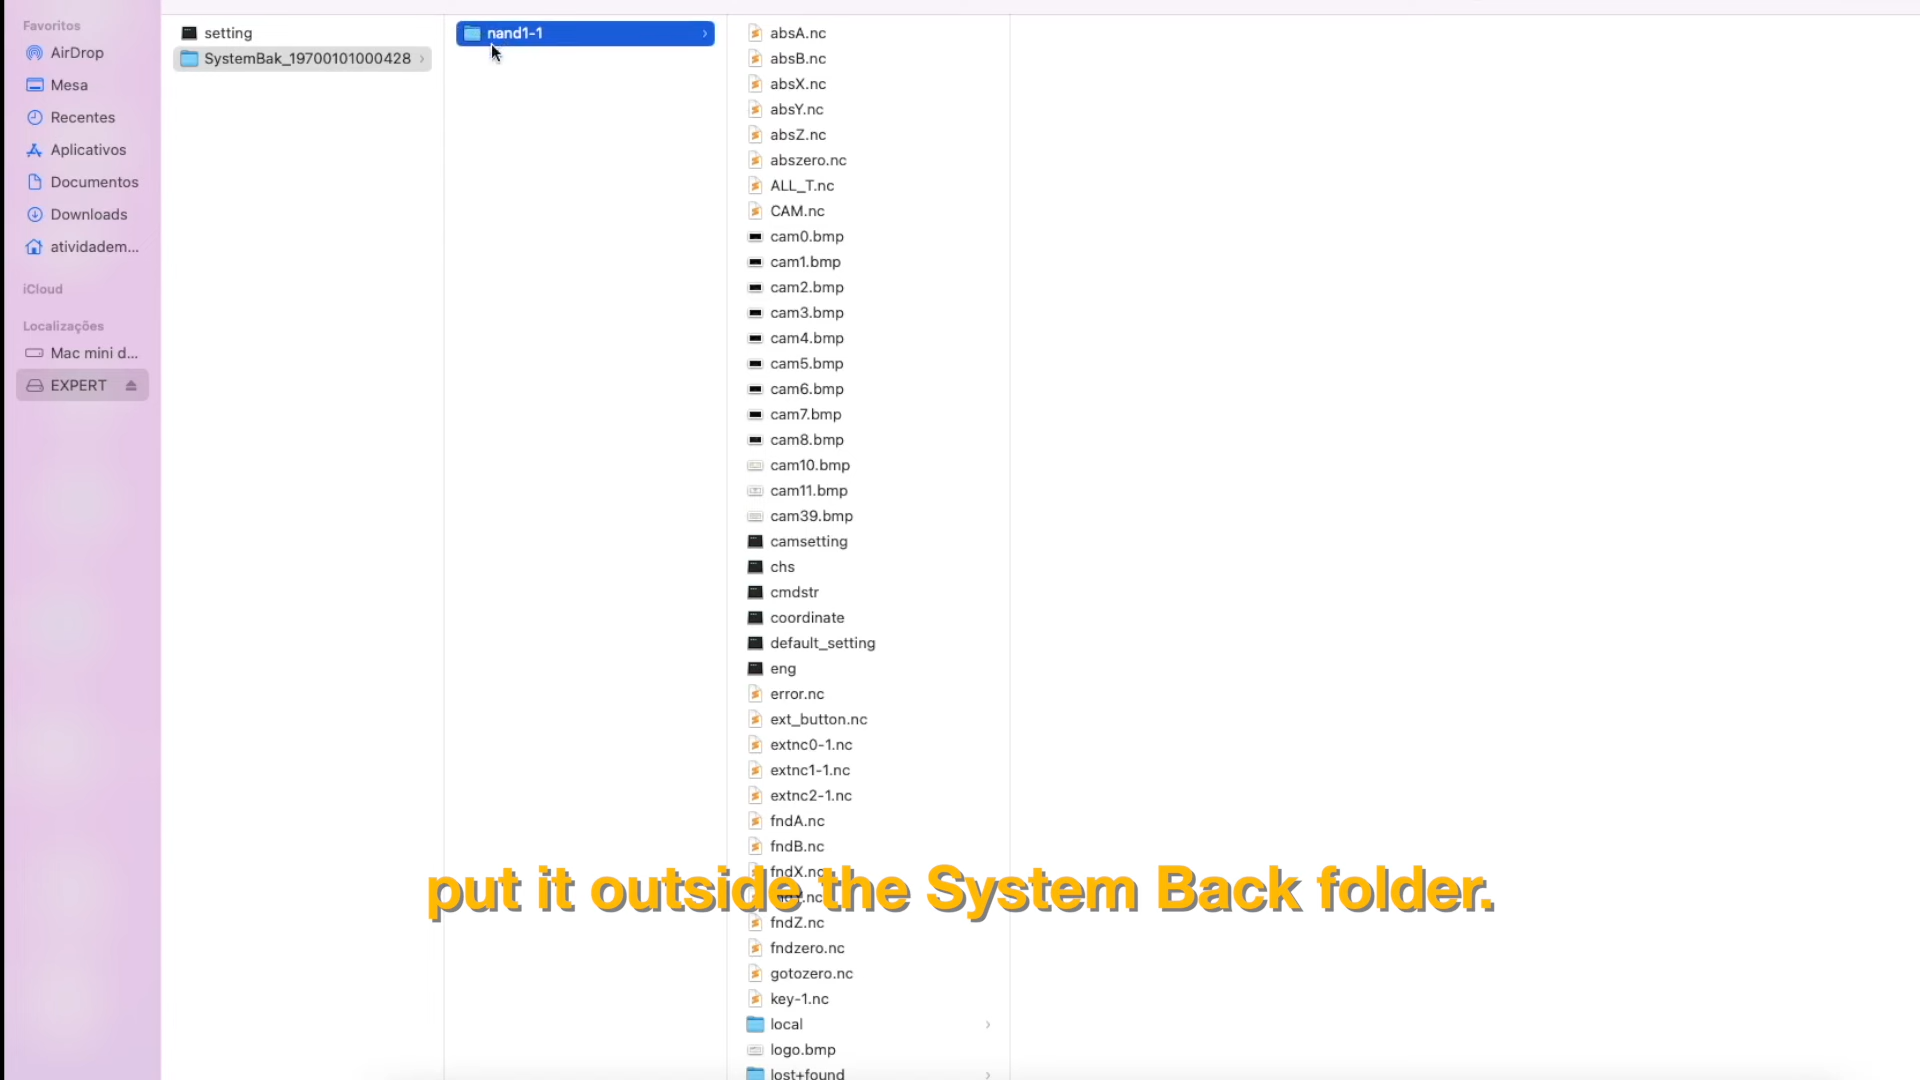 Favoritos
AirDrop
Mesa
Recentes
Aplicativos
Documentos
Downloads
atividadem...
iCloud
Localizações
Mac mini d...
EXPERT
setting
SystemBak_19700101000428
nand1-1
absA.nc
absB.nc
absX.nc
absY.nc
absZ.nc
abszero.nc
ALL_T.nc
CAM.nc
cam0.bmp
cam1.bmp
cam2.bmp
cam3.bmp
cam4.bmp
cam5.bmp
cam6.bmp
cam7.bmp
cam8.bmp
cam10.bmp
cam11.bmp
cam39.bmp
camsetting
chs
cmdstr
coordinate
default_setting
eng
error.nc
ext_button.nc
extnc0-1.nc
extnc1-1.nc
extnc2-1.nc
fndA.nc
fndB.nc
fndX.nc
fndZ.nc
fndzero.nc
gotozero.nc
key-1.nc
local
logo.bmp
lost+found
put it outside the System Back folder.